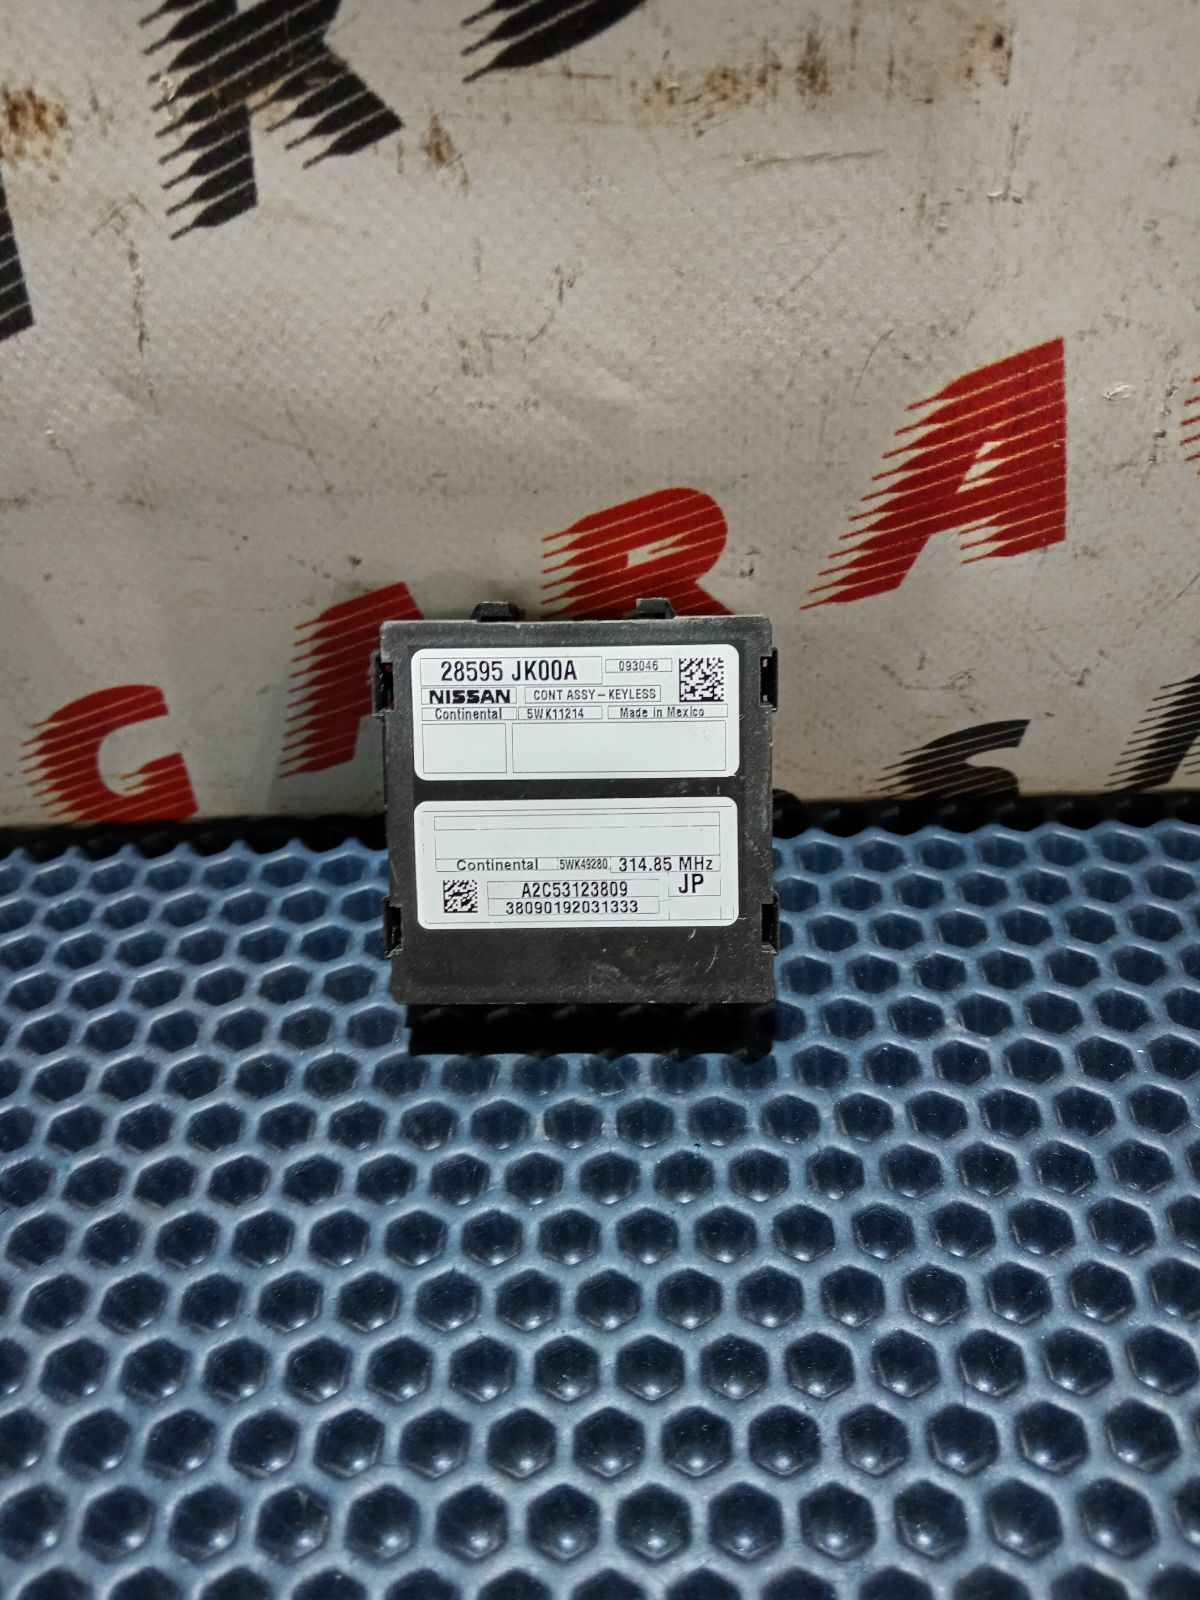 GARA
28595 JK00A 093046
NISSAN CONT ASSY-KEYLESS
Continental 5WK11214 Made in Mexico
Continental 5WK49280 314.85 MHz
A2C53123809 JP
38090192031333